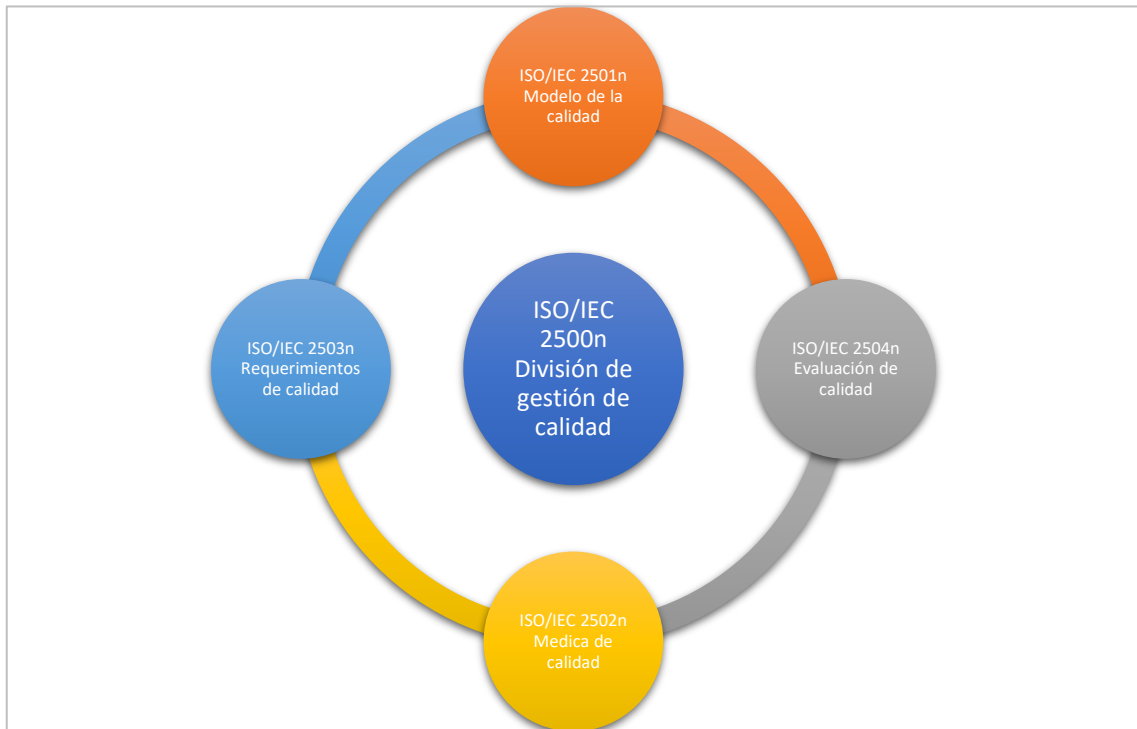 ISO/IEC 2501n
Modelo de la
calidad
ISO/IEC 2503n
Requerimientos
de calidad
ISO/IEC
2500n
División de
gestión de
calidad
ISO/IEC 2504n
Evaluación de
calidad
ISO/IEC 2502n
Medica de
calidad